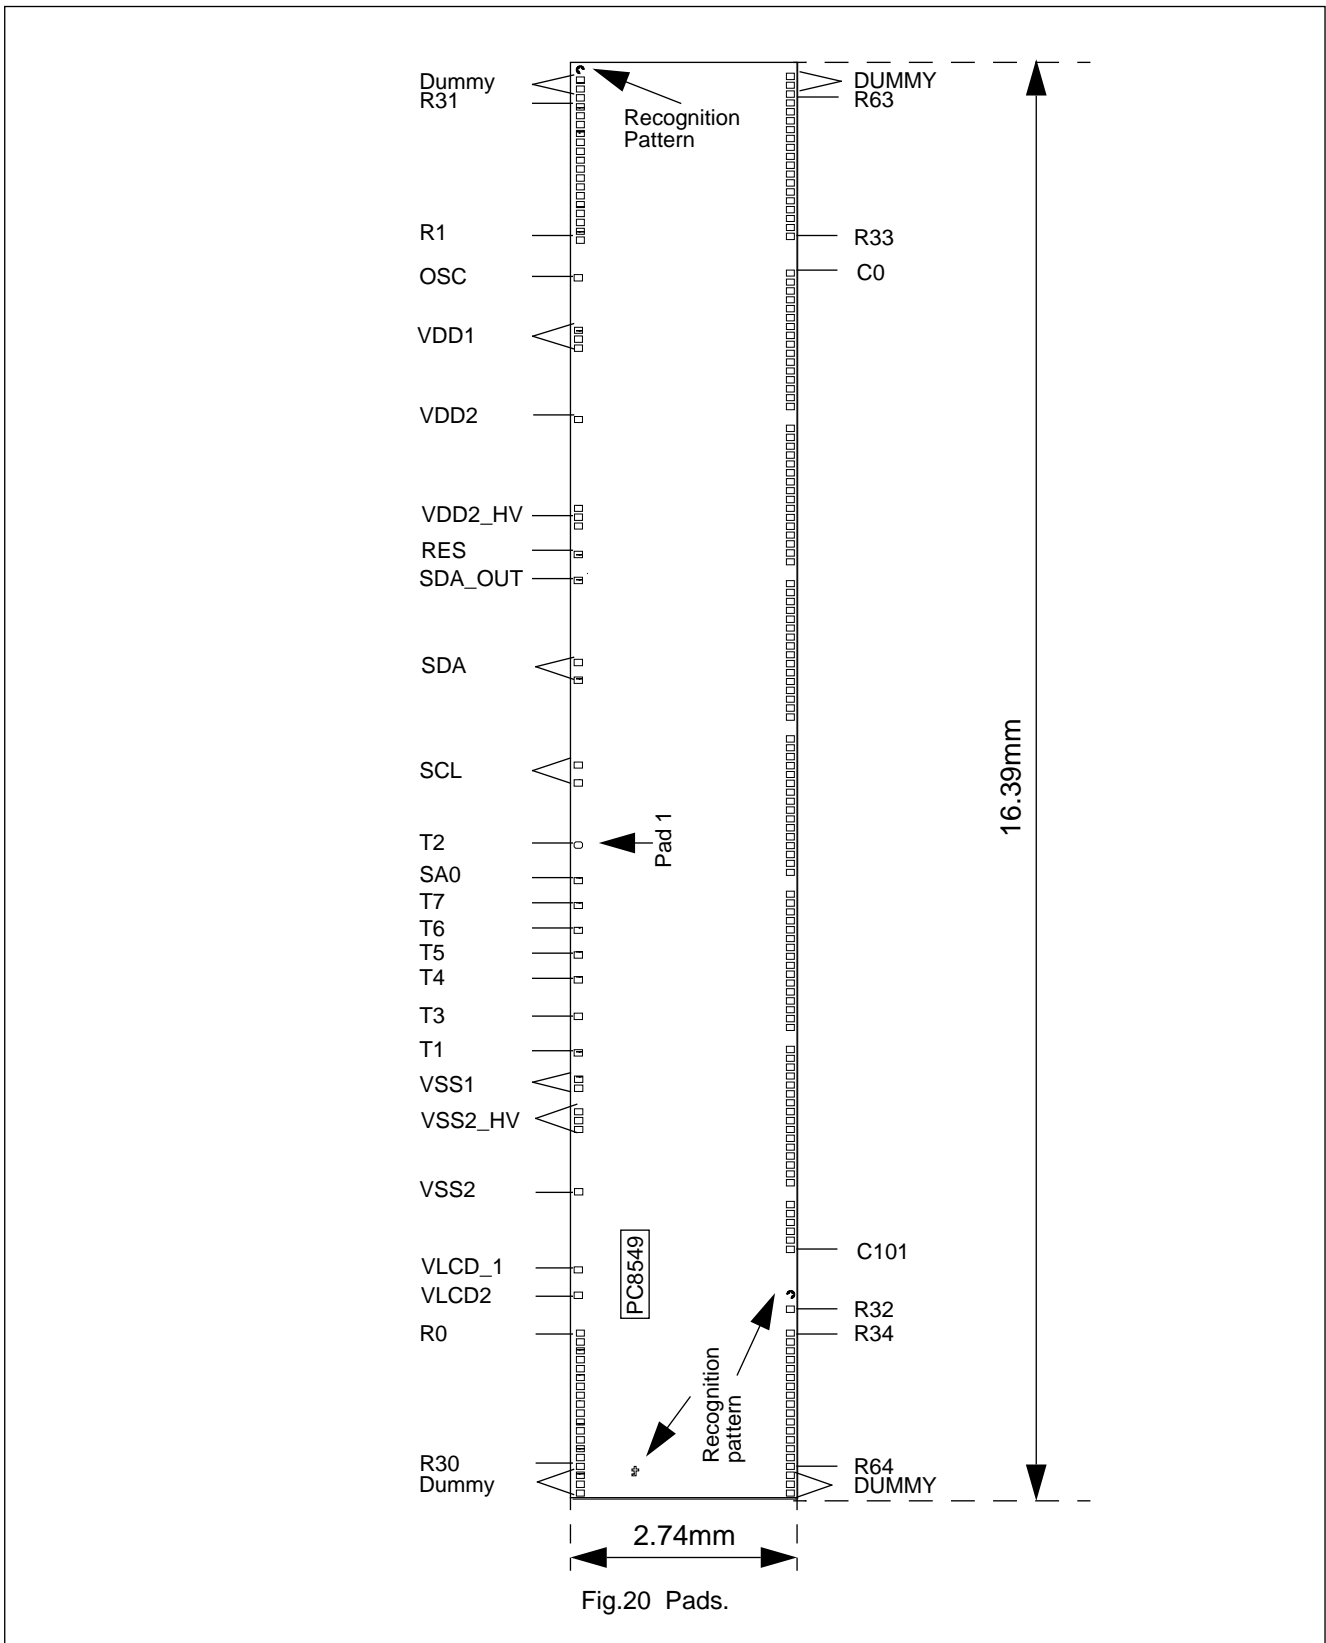 Dummy
R31
R1
OSC
VDD1
VDD2
VDD2_HV
RES
SDA_OUT
SDA
SCL
T2
SA0
T7
T6
T5
T4
T3
T1
VSS1
VSS2_HV
VSS2
VLCD_1
VLCD2
R0
R30
Dummy
Recognition
Pattern
Pad 1
PC8549
Recognition
pattern
DUMMY
R63
R33
C0
C101
R32
R34
R64
DUMMY
16.39mm
2.74mm
Fig.20 Pads.